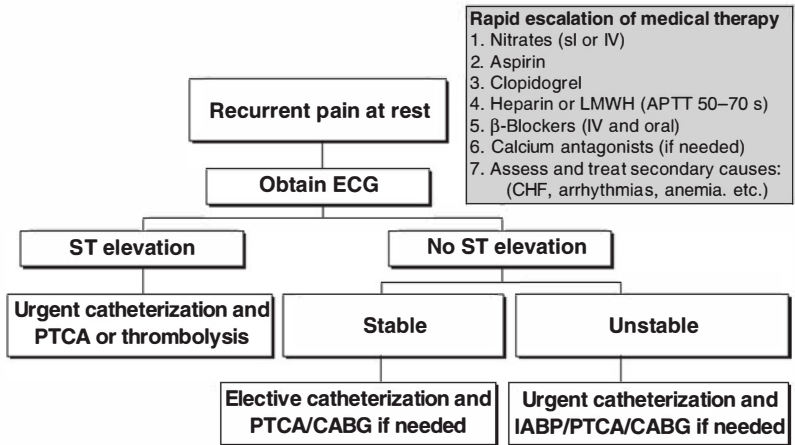 Rapid escalation of medical therapy
1. Nitrates (sl or IV)
2. Aspirin
3. Clopidogrel
4. Heparin or LMWH (APTT 50–70 s)
5. β-Blockers (IV and oral)
6. Calcium antagonists (if needed)
7. Assess and treat secondary causes:
(CHF, arrhythmias, anemia. etc.)
Recurrent pain at rest
Obtain ECG
ST elevation
No ST elevation
Urgent catheterization and
PTCA or thrombolysis
Stable
Unstable
Elective catheterization and
PTCA/CABG if needed
Urgent catheterization and
IABP/PTCA/CABG if needed